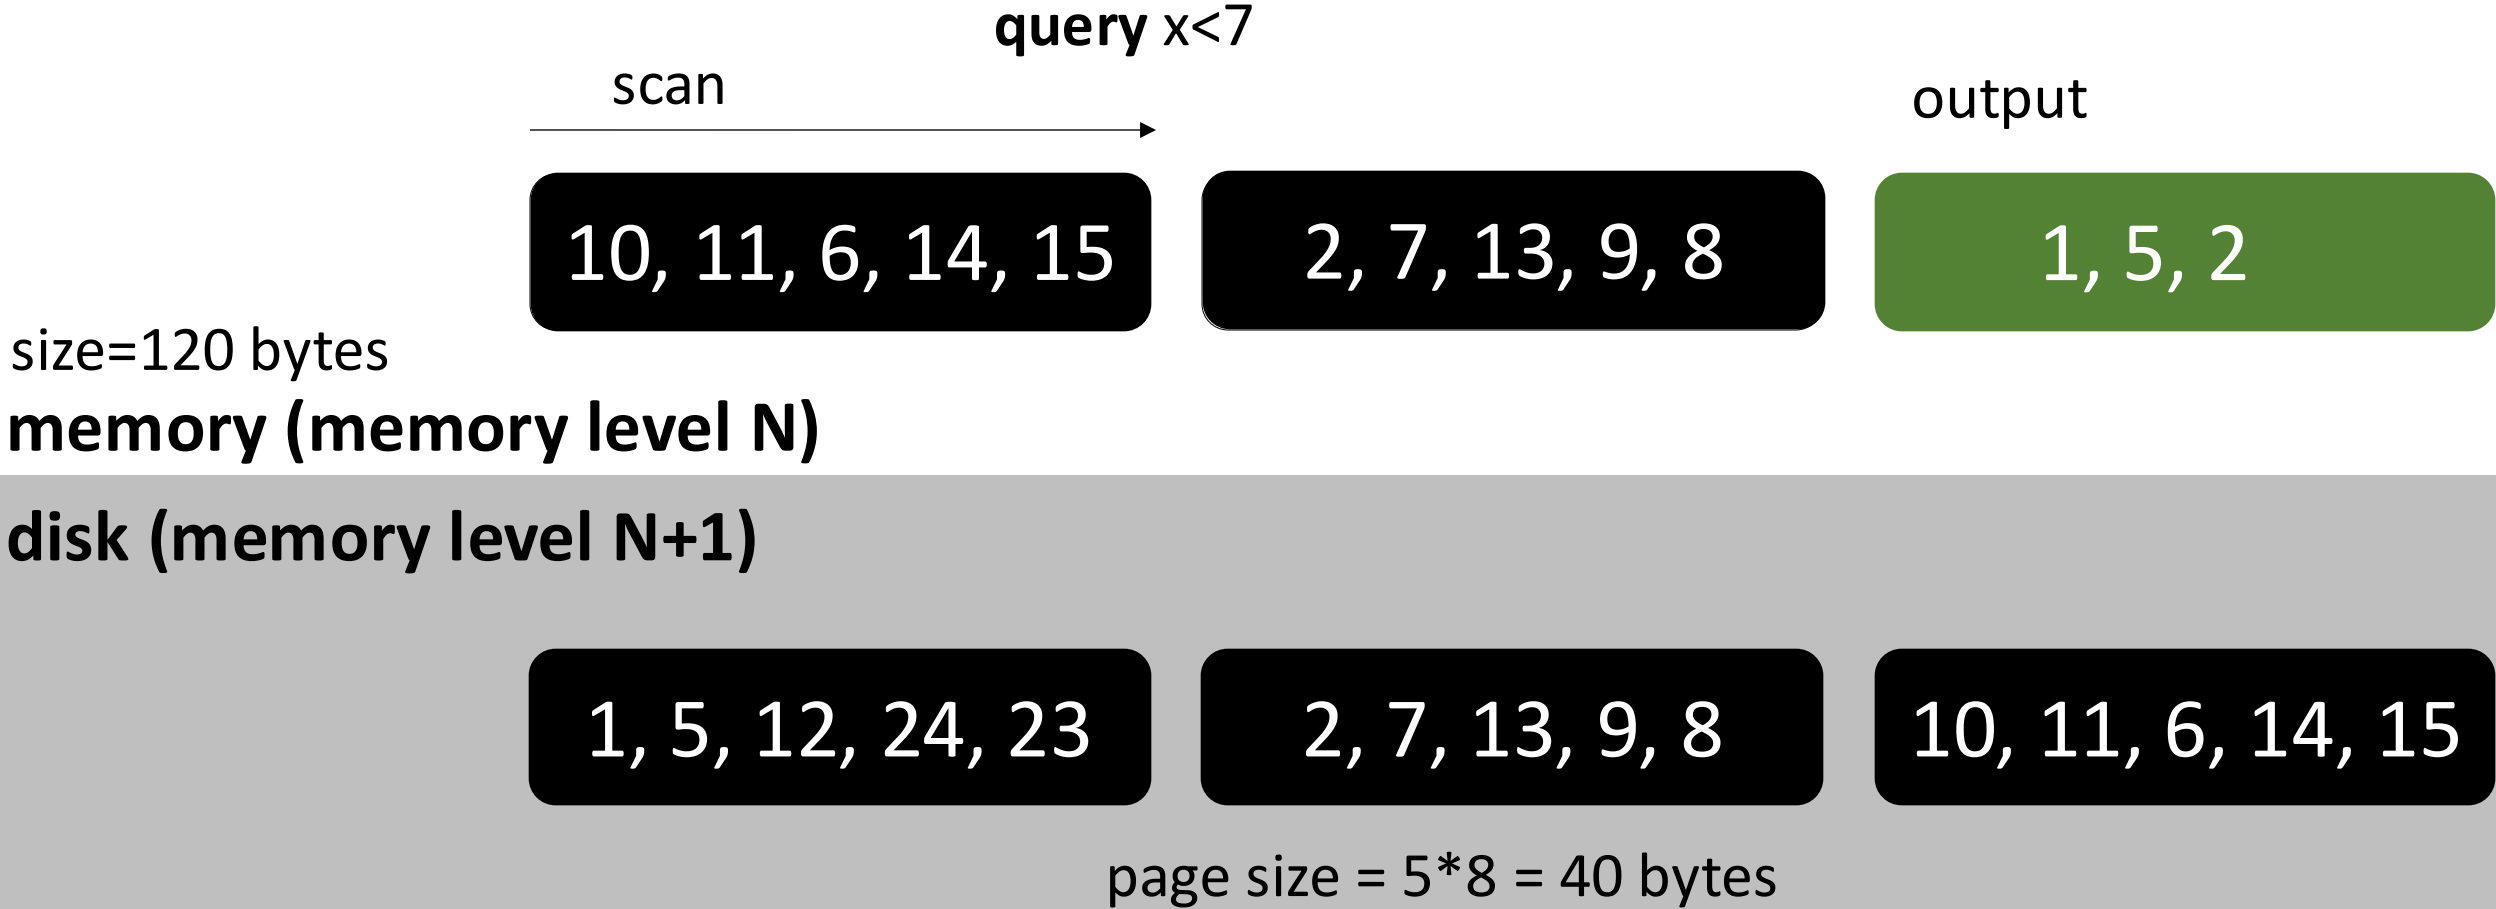 query x<7
scan
output
10, 11, 6, 14, 15
2, 7, 13, 9, 8
1, 5, 2
size=120 bytes
memory (memory level N)
disk (memory level N+1)
1, 5, 12, 24, 23
2, 7, 13, 9, 8
10, 11, 6, 14, 15
page size = 5*8 = 40 bytes